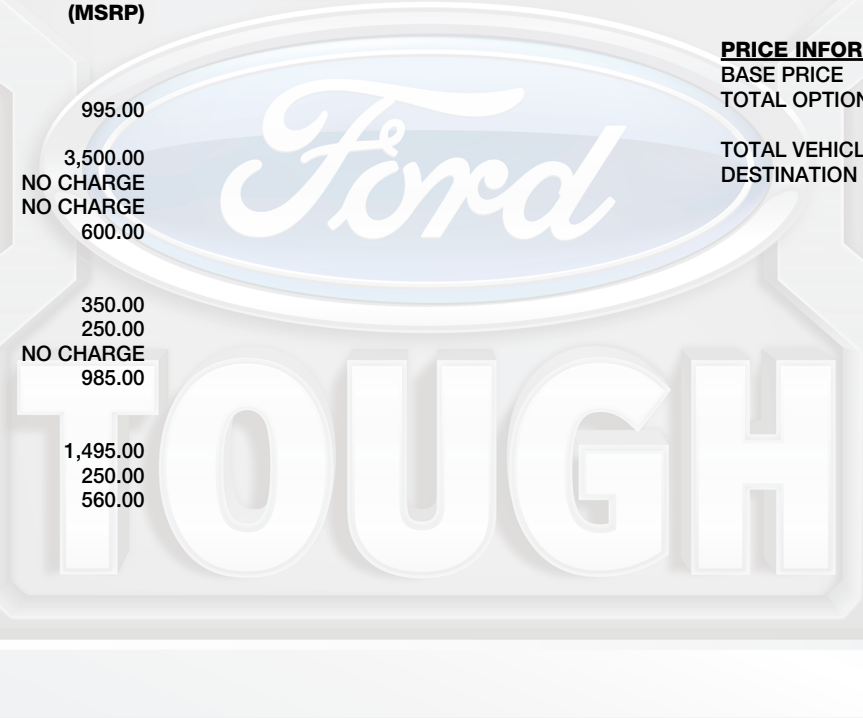 (MSRP)
995.00
3,500.00
NO CHARGE
NO CHARGE
600.00
350.00
250.00
NO CHARGE
985.00
1,495.00
250.00
560.00
PRICE INFOR
BASE PRICE
TOTAL OPTION
TOTAL VEHICL
DESTINATION
Ford
TOUGH